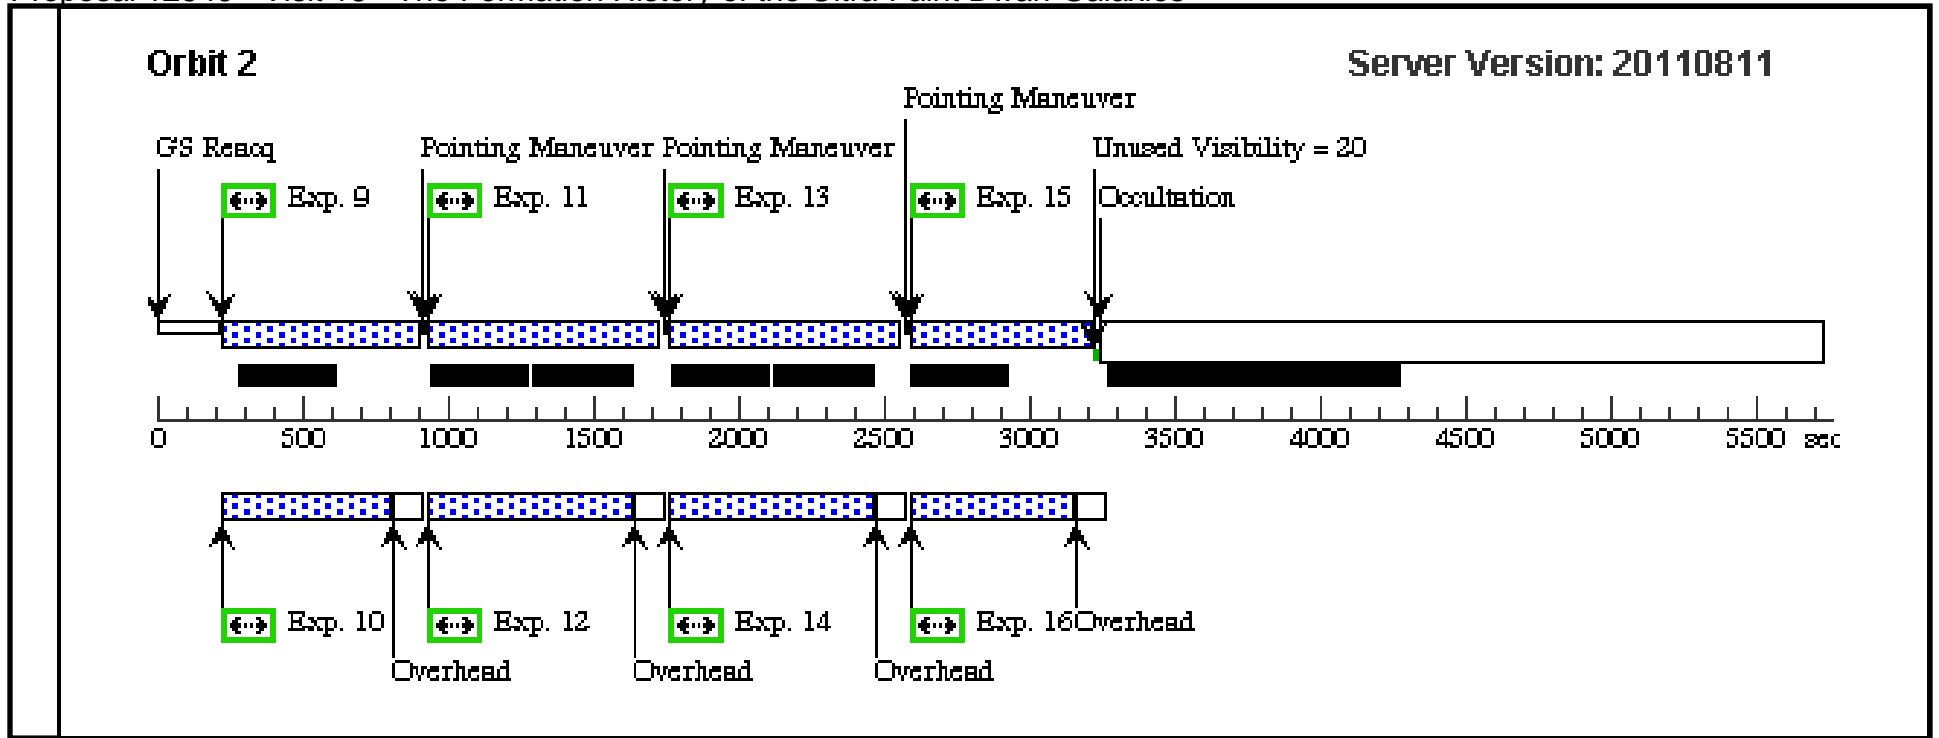 Orbit 2 Server Version: 20110811
Pointing Maneuver
GS Reacq Pointing Maneuver Pointing Maneuver Unused Visibility = 20
Exp. 9 Exp. 11 Exp. 13 Exp. 15 Occultation
0 500 1000 1500 2000 2500 3000 3500 4000 4500 5000 5500 sec
Exp. 10 Exp. 12 Exp. 14 Exp. 16 Overhead
Overhead Overhead Overhead